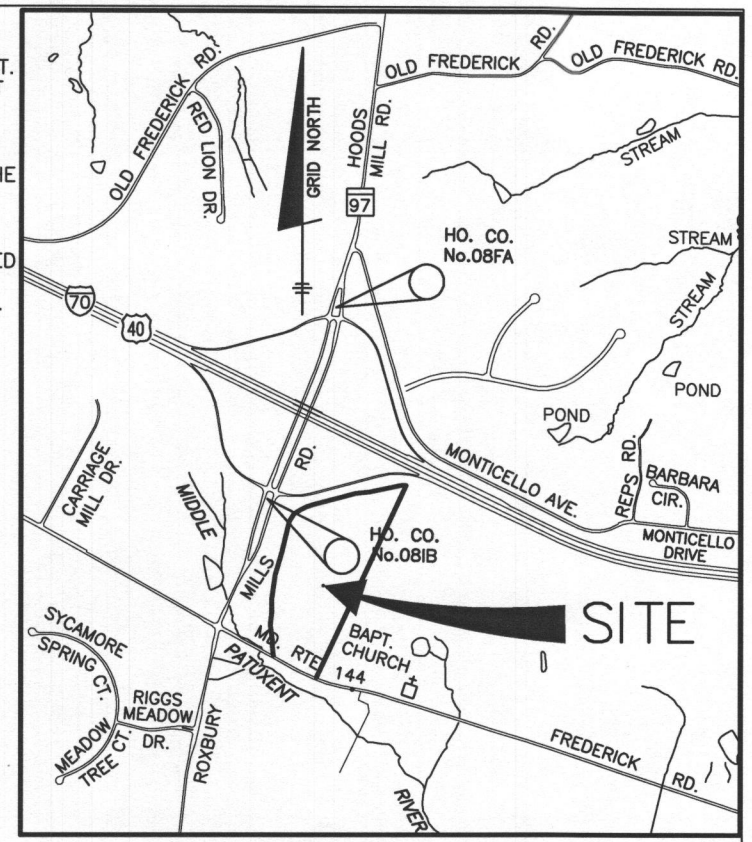 T.
HE
ED
OLD FREDERICK RD.
RED LION DR.
GRID NORTH
HOODS
MILL RD.
97
OLD FREDERICK RD.
OLD FREDERICK RD.
STREAM
HO. CO.
No.08FA
STREAM
STREAM
70
40
POND
POND
CARRIAGE
MILL DR.
RD.
MONTICELLO AVE.
REPS RD.
BARBARA
CIR.
MONTICELLO
DRIVE
MIDDLE
HO. CO.
No.08IB
MILLS
SITE
SYCAMORE
SPRING CT.
MD. RTE.
144
BAPT.
CHURCH
PATUXENT
RIGGS
MEADOW
DR.
MEADOW
TREE CT.
ROXBURY
FREDERICK RD.
RIVER